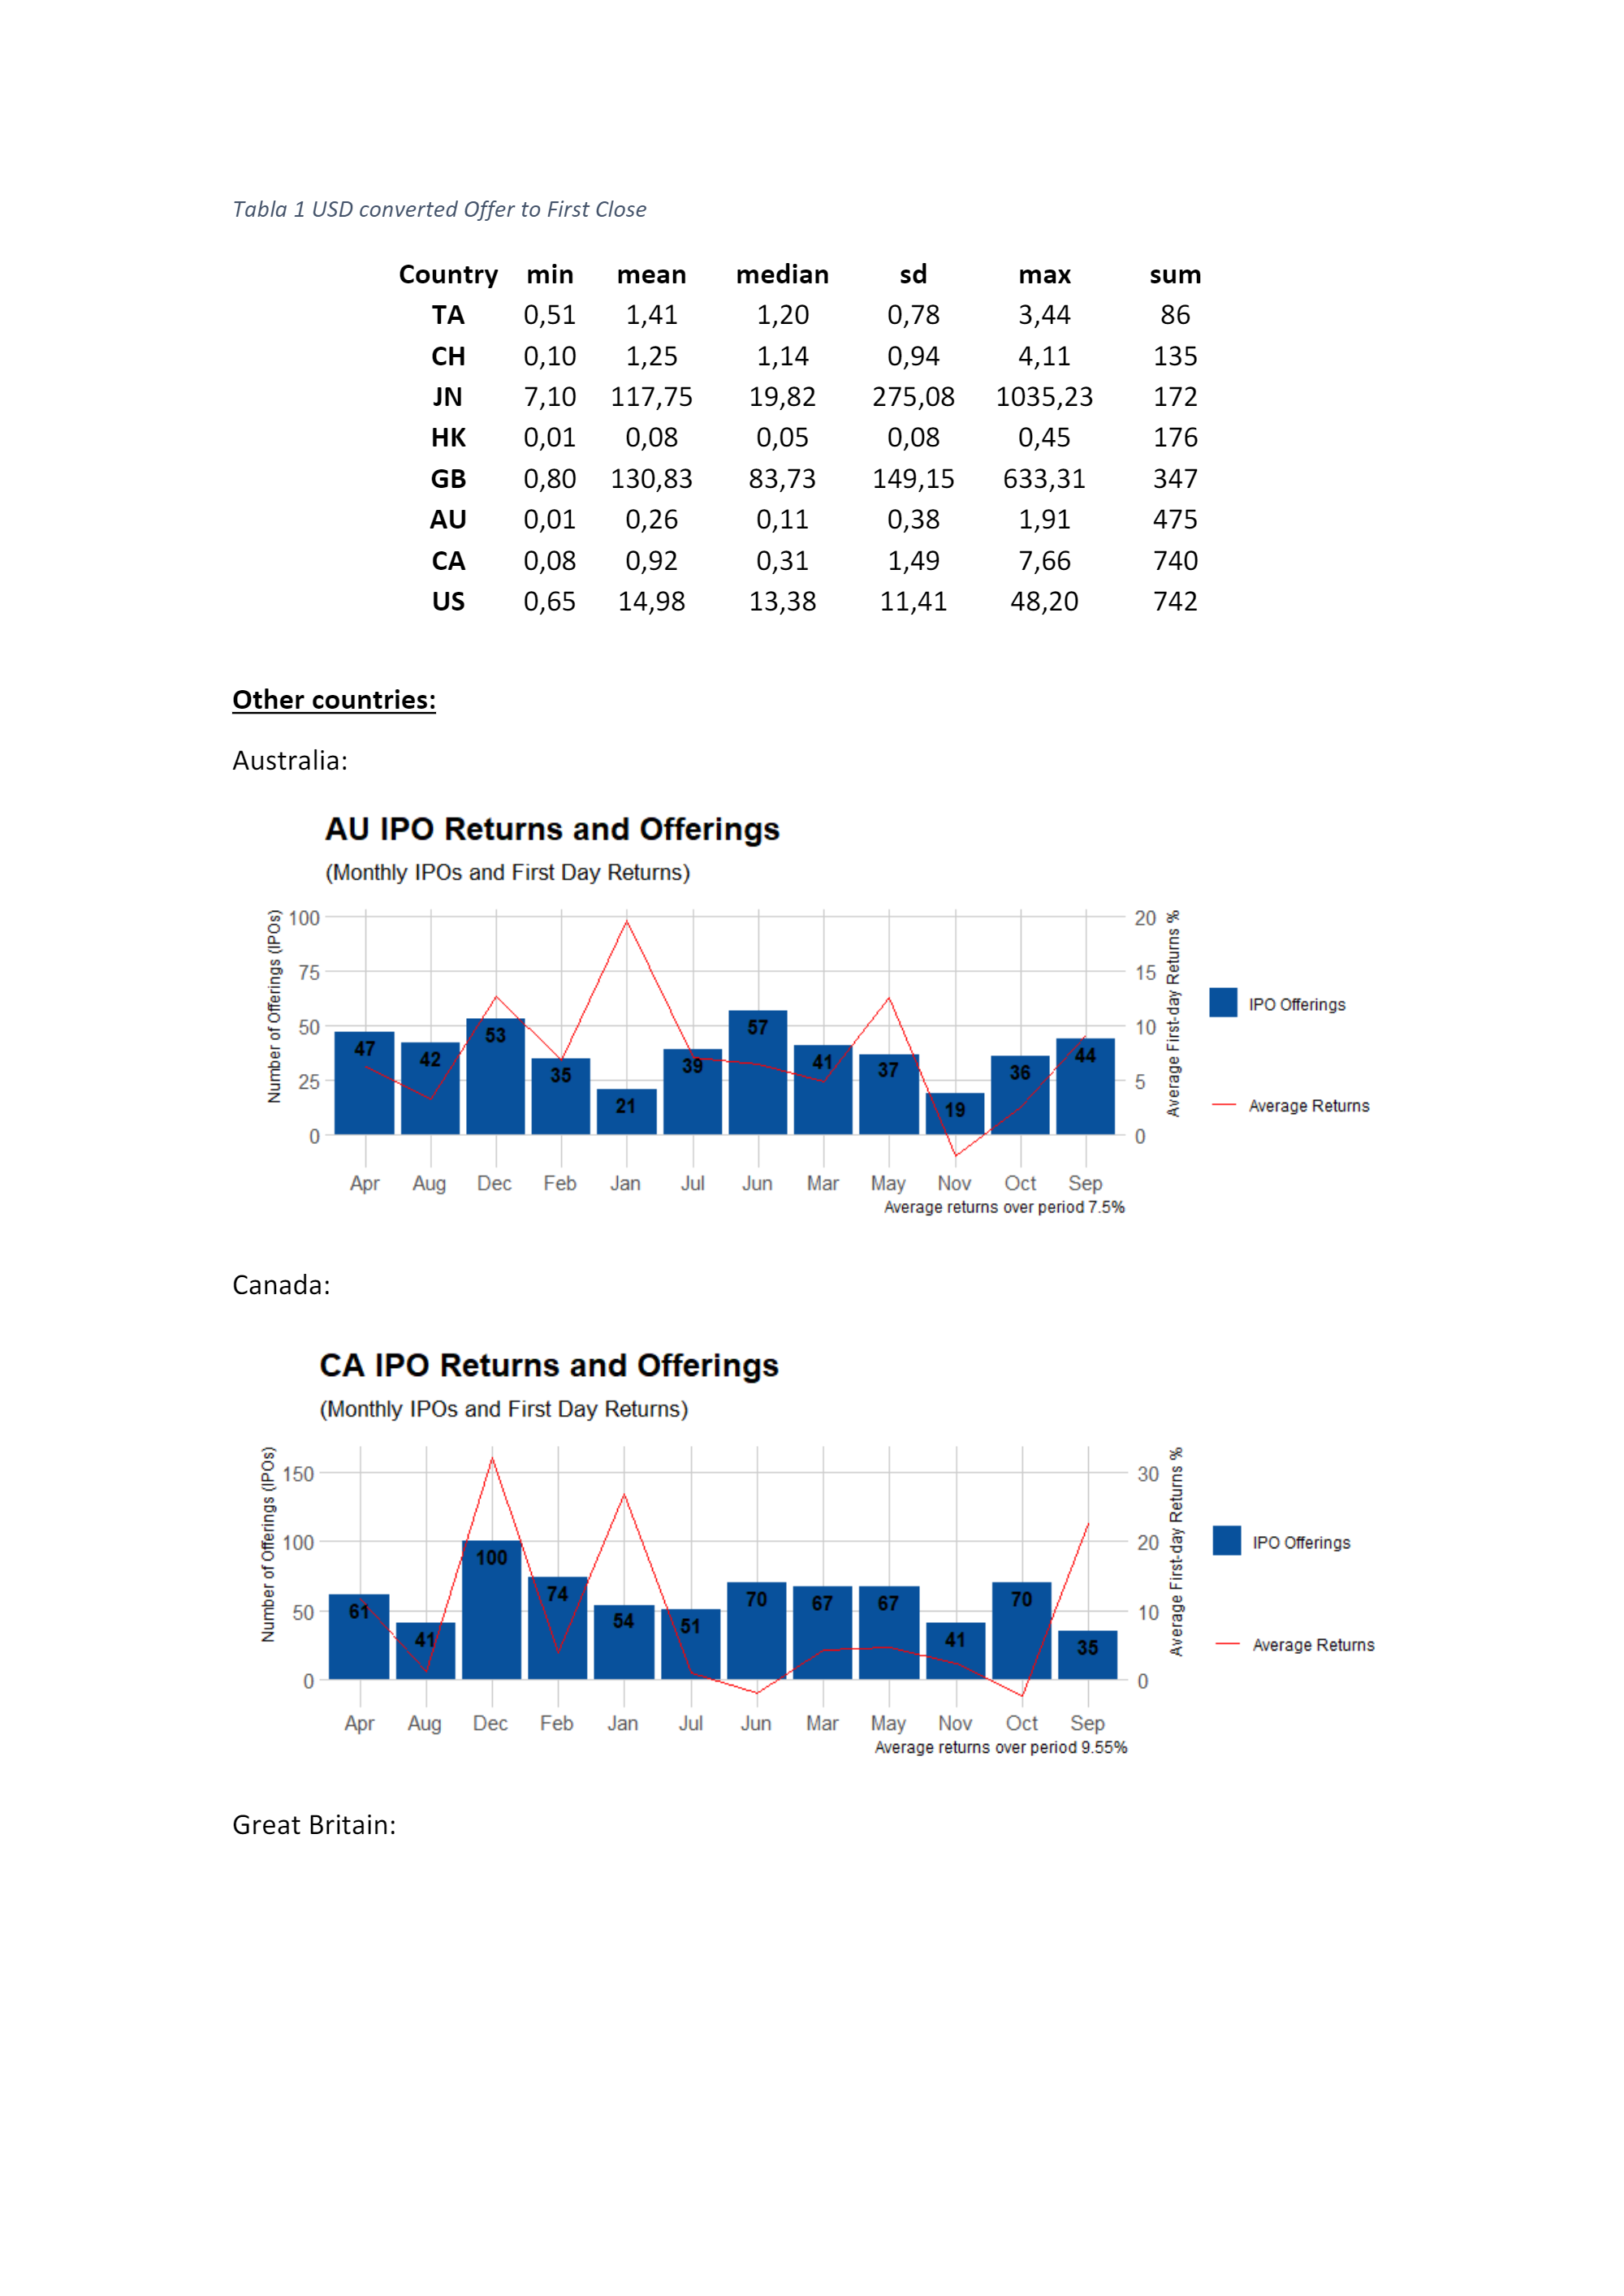 Tabla 1 USD converted Offer to First Close
Country min mean median sd max sum
TA 0,51 1,41 1,20 0,78 3,44 86
CH 0,10 1,25 1,14 0,94 4,11 135
JN 7,10 117,75 19,82 275,08 1035,23 172
HK 0,01 0,08 0,05 0,08 0,45 176
GB 0,80 130,83 83,73 149,15 633,31 347
AU 0,01 0,26 0,11 0,38 1,91 475
CA 0,08 0,92 0,31 1,49 7,66 740
US 0,65 14,98 13,38 11,41 48,20 742
Other countries:
Australia:
AU IPO Returns and Offerings
(Monthly IPOs and First Day Returns)
Number of Offerings (IPOs)
100
75
50
25
0
47 42 53 35 21 39 57 41 37 19 36 44
20
15
10
5
0
Average First-day Returns %
IPO Offerings
Average Returns
Apr Aug Dec Feb Jan Jul Jun Mar May Nov Oct Sep
Average returns over period 7.5%
Canada:
CA IPO Returns and Offerings
(Monthly IPOs and First Day Returns)
Number of Offerings (IPOs)
150
100
50
0
61 41 100 74 54 51 70 67 67 41 70 35
30
20
10
0
Average First-day Returns %
IPO Offerings
Average Returns
Apr Aug Dec Feb Jan Jul Jun Mar May Nov Oct Sep
Average returns over period 9.55%
Great Britain: